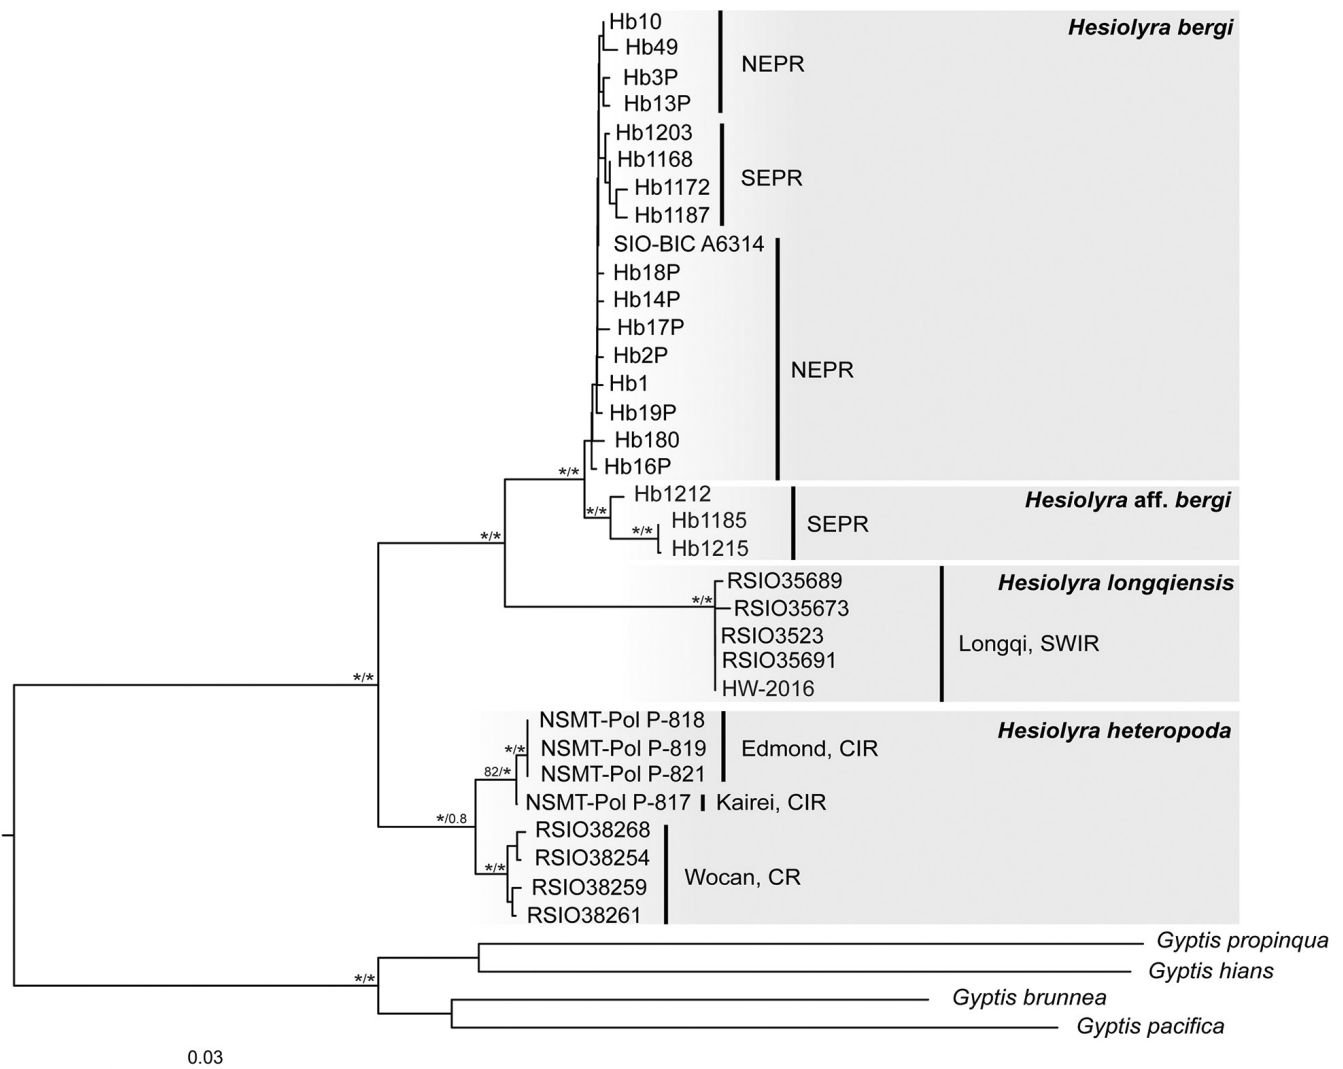 Hb10
Hesiolyra bergi
Hb49
NEPR
Hb3P
Hb13P
Hb1203
Hb1168
SEPR
Hb1172
Hb1187
SIO-BIC A6314
Hb18P
Hb14P
Hb17P
Hb2P
NEPR
Hb1
Hb19P
Hb180
Hb16P
*/*
Hb1212
Hesiolyra aff. bergi
*/*
Hb1185
SEPR
*/*
*/*
Hb1215
RSIO35689
Hesiolyra longqiensis
*/*
RSIO35673
RSIO3523
Longqi, SWIR
RSIO35691
*/*
HW-2016
NSMT-Pol P-818
Hesiolyra heteropoda
*/*
NSMT-Pol P-819
Edmond, CIR
82/*
NSMT-Pol P-821
NSMT-Pol P-817
Kairei, CIR
*/0.8
RSIO38268
RSIO38254
*/*
Wocan, CR
RSIO38259
RSIO38261
Gyptis propinqua
*/*
Gyptis hians
Gyptis brunnea
Gyptis pacifica
0.03